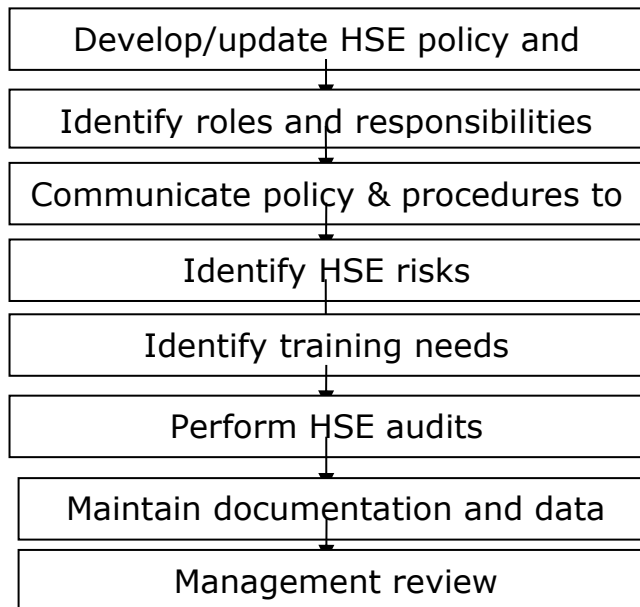 Develop/update HSE policy and
Identify roles and responsibilities
Communicate policy & procedures to
Identify HSE risks
Identify training needs
Perform HSE audits
Maintain documentation and data
Management review